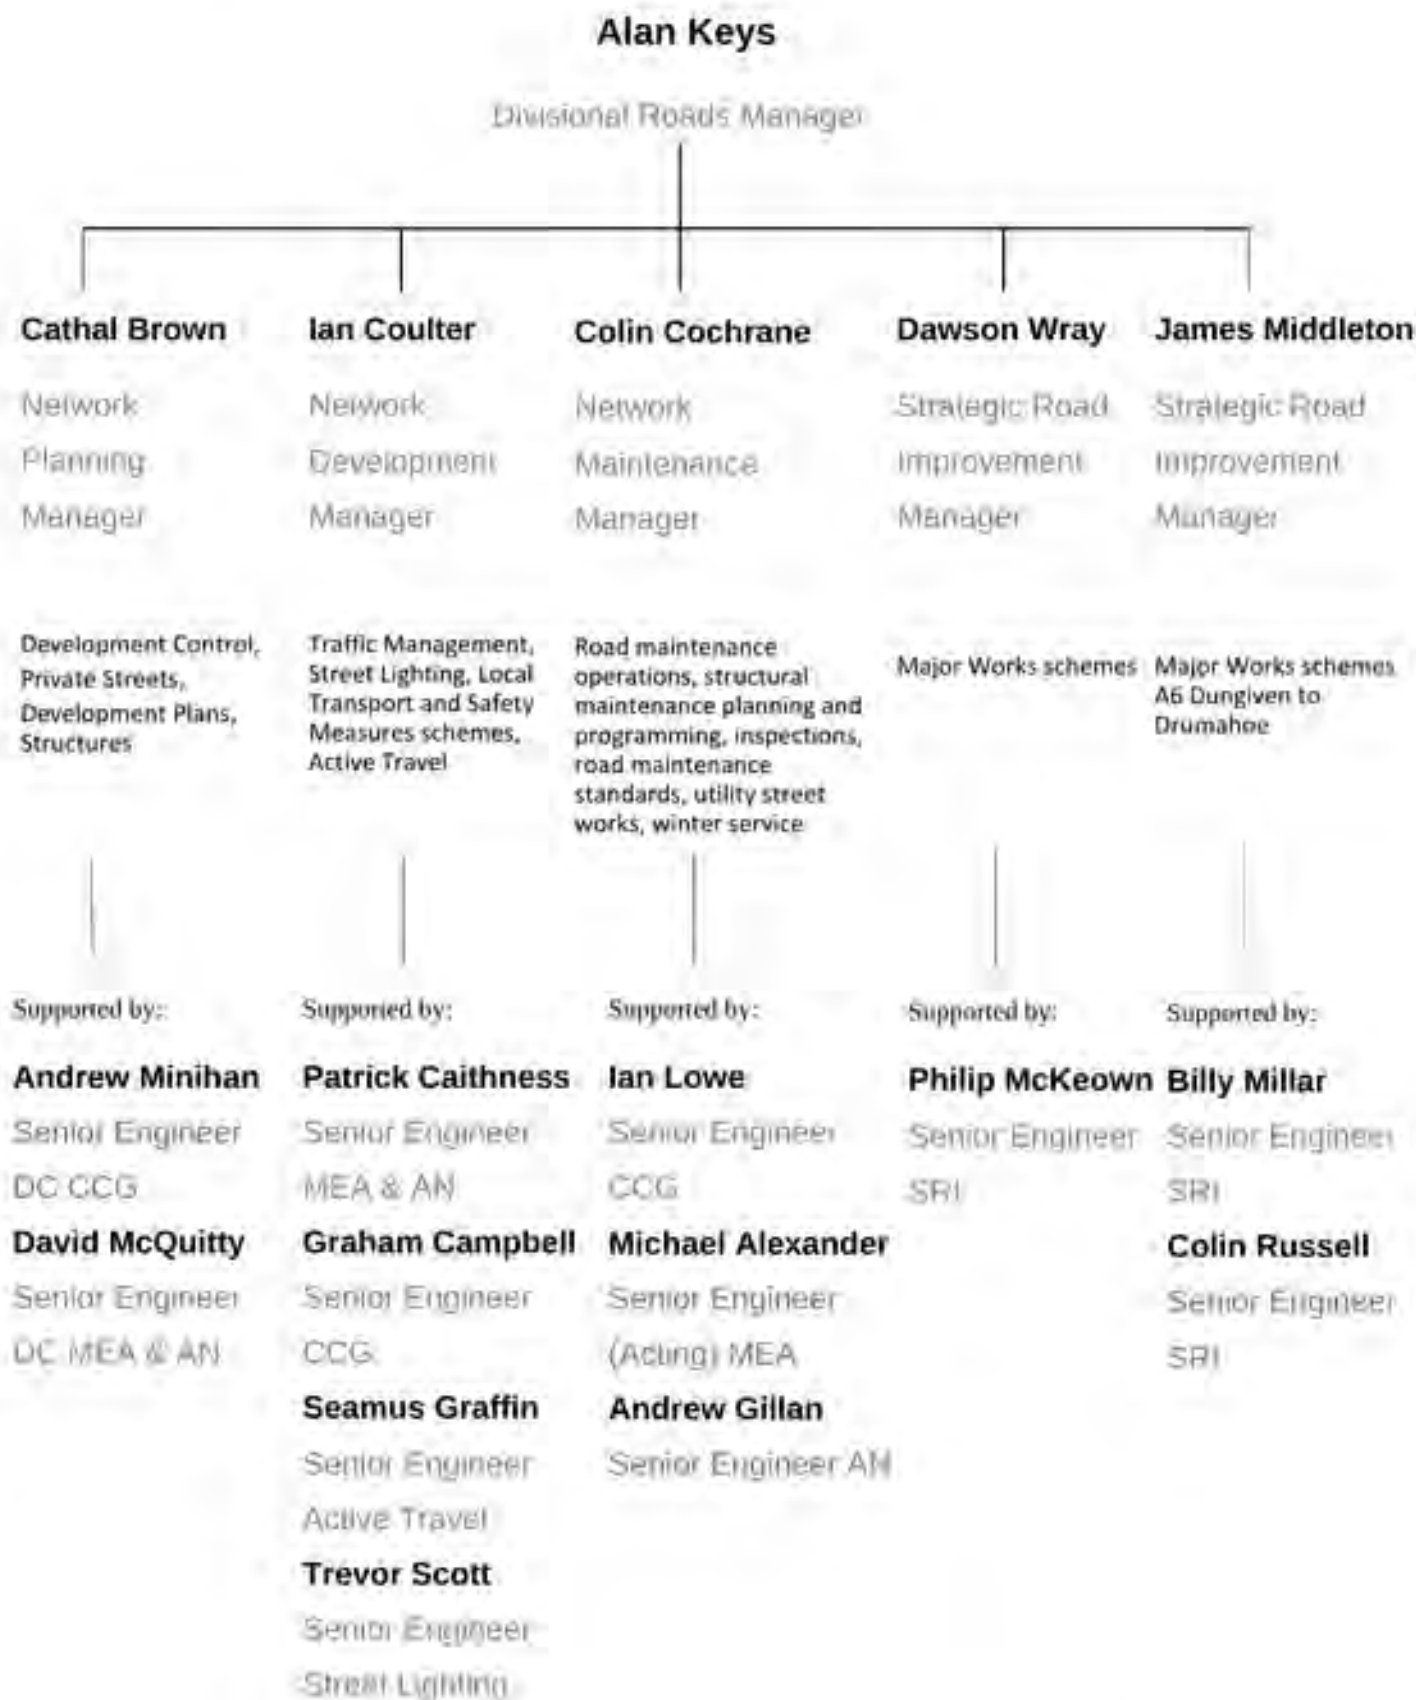 Alan Keys
Divisional Roads Manager
Cathal Brown
Network
Planning
Manager
Development Control,
Private Streets,
Development Plans,
Structures
Supported by:
Andrew Minihan
Senior Engineer
DC CCG
David McQuitty
Senior Engineer
DC MEA & AN
Ian Coulter
Network
Development
Manager
Traffic Management,
Street Lighting, Local
Transport and Safety
Measures schemes,
Active Travel
Supported by:
Patrick Caithness
Senior Engineer
MEA & AN
Graham Campbell
Senior Engineer
CCG
Seamus Graffin
Senior Engineer
Active Travel
Trevor Scott
Senior Engineer
Street Lighting
Colin Cochrane
Network
Maintenance
Manager
Road maintenance
operations, structural
maintenance planning and
programming, inspections,
road maintenance
standards, utility street
works, winter service
Supported by:
Ian Lowe
Senior Engineer
CCG
Michael Alexander
Senior Engineer
(Acting) MEA
Andrew Gillan
Senior Engineer AN
Dawson Wray
Strategic Road
Improvement
Manager
Major Works schemes
Supported by:
Philip McKeown
Senior Engineer
SRI
James Middleton
Strategic Road
Improvement
Manager
Major Works schemes
A6 Dungiven to
Drumahoe
Supported by:
Billy Millar
Senior Engineer
SRI
Colin Russell
Senior Engineer
SRI